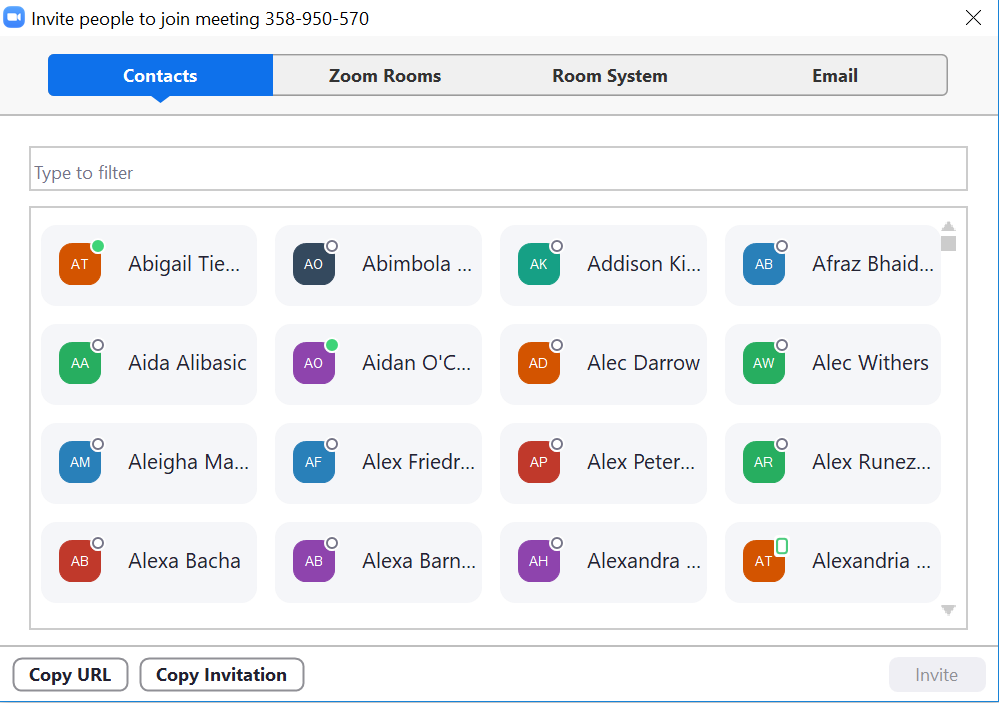 Invite people to join meeting 358-950-570
Contacts Zoom Rooms Room System Email
Type to filter
AT Abigail Tie... AO Abimbola ... AK Addison Ki... AB Afraz Bhaid...
AA Aida Alibasic AO Aidan O'C... AD Alec Darrow AW Alec Withers
AM Aleigha Ma... AF Alex Friedr... AP Alex Peter... AR Alex Runez...
AB Alexa Bacha AB Alexa Barn... AH Alexandra ... AT Alexandria ...
Copy URL Copy Invitation Invite